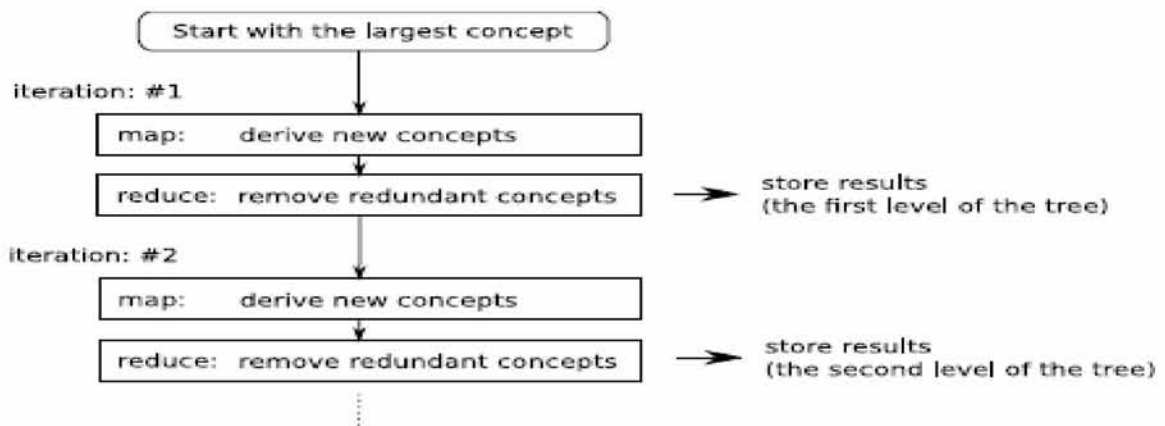 Start with the largest concept
iteration: #1
map: derive new concepts
reduce: remove redundant concepts
store results
(the first level of the tree)
iteration: #2
map: derive new concepts
reduce: remove redundant concepts
store results
(the second level of the tree)